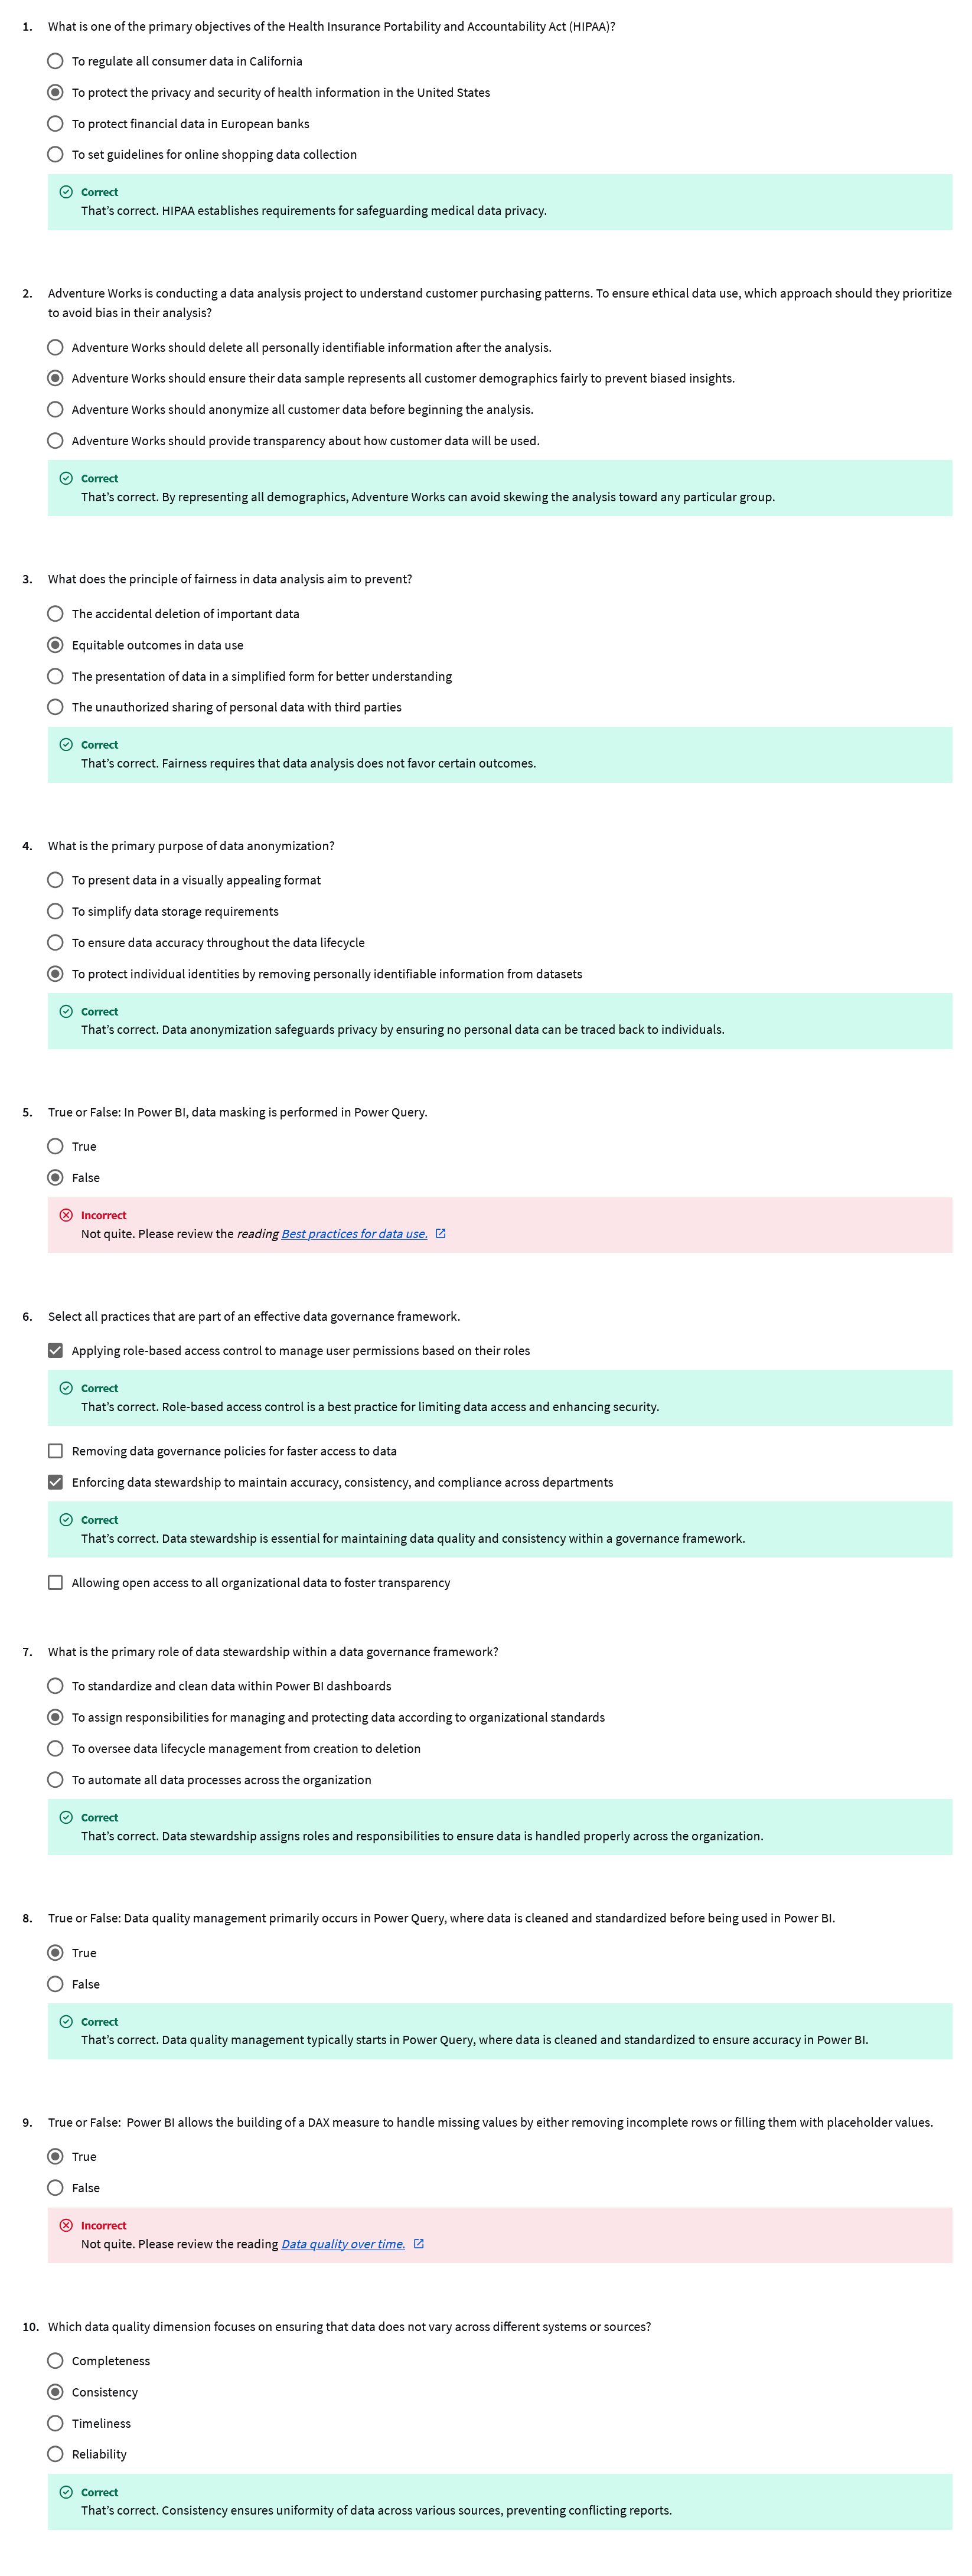 1. What is one of the primary objectives of the Health Insurance Portability and Accountability Act (HIPAA)?
To regulate all consumer data in California
To protect the privacy and security of health information in the United States
To protect financial data in European banks
To set guidelines for online shopping data collection
Correct
That's correct. HIPAA establishes requirements for safeguarding medical data privacy.
2. Adventure Works is conducting a data analysis project to understand customer purchasing patterns. To ensure ethical data use, which approach should they prioritize
to avoid bias in their analysis?
Adventure Works should delete all personally identifiable information after the analysis.
Adventure Works should ensure their data sample represents all customer demographics fairly to prevent biased insights.
Adventure Works should anonymize all customer data before beginning the analysis.
Adventure Works should provide transparency about how customer data will be used.
Correct
That's correct. By representing all demographics, Adventure Works can avoid skewing the analysis toward any particular group.
3. What does the principle of fairness in data analysis aim to prevent?
The accidental deletion of important data
Equitable outcomes in data use
The presentation of data in a simplified form for better understanding
The unauthorized sharing of personal data with third parties
Correct
That's correct. Fairness requires that data analysis does not favor certain outcomes.
4. What is the primary purpose of data anonymization?
To present data in a visually appealing format
To simplify data storage requirements
To ensure data accuracy throughout the data lifecycle
To protect individual identities by removing personally identifiable information from datasets
Correct
That's correct. Data anonymization safeguards privacy by ensuring no personal data can be traced back to individuals.
5. True or False: In Power BI, data masking is performed in Power Query.
True
False
Incorrect
Not quite. Please review the reading Best practices for data use.
6. Select all practices that are part of an effective data governance framework.
Applying role-based access control to manage user permissions based on their roles
Correct
That's correct. Role-based access control is a best practice for limiting data access and enhancing security.
Removing data governance policies for faster access to data
Enforcing data stewardship to maintain accuracy, consistency, and compliance across departments
Correct
That's correct. Data stewardship is essential for maintaining data quality and consistency within a governance framework.
Allowing open access to all organizational data to foster transparency
7. What is the primary role of data stewardship within a data governance framework?
To standardize and clean data within Power BI dashboards
To assign responsibilities for managing and protecting data according to organizational standards
To oversee data lifecycle management from creation to deletion
To automate all data processes across the organization
Correct
That's correct. Data stewardship assigns roles and responsibilities to ensure data is handled properly across the organization.
8. True or False: Data quality management primarily occurs in Power Query, where data is cleaned and standardized before being used in Power BI.
True
False
Correct
That's correct. Data quality management typically starts in Power Query, where data is cleaned and standardized to ensure accuracy in Power BI.
9. True or False: Power BI allows the building of a DAX measure to handle missing values by either removing incomplete rows or filling them with placeholder values.
True
False
Incorrect
Not quite. Please review the reading Data quality over time.
10. Which data quality dimension focuses on ensuring that data does not vary across different systems or sources?
Completeness
Consistency
Timeliness
Reliability
Correct
That's correct. Consistency ensures uniformity of data across various sources, preventing conflicting reports.